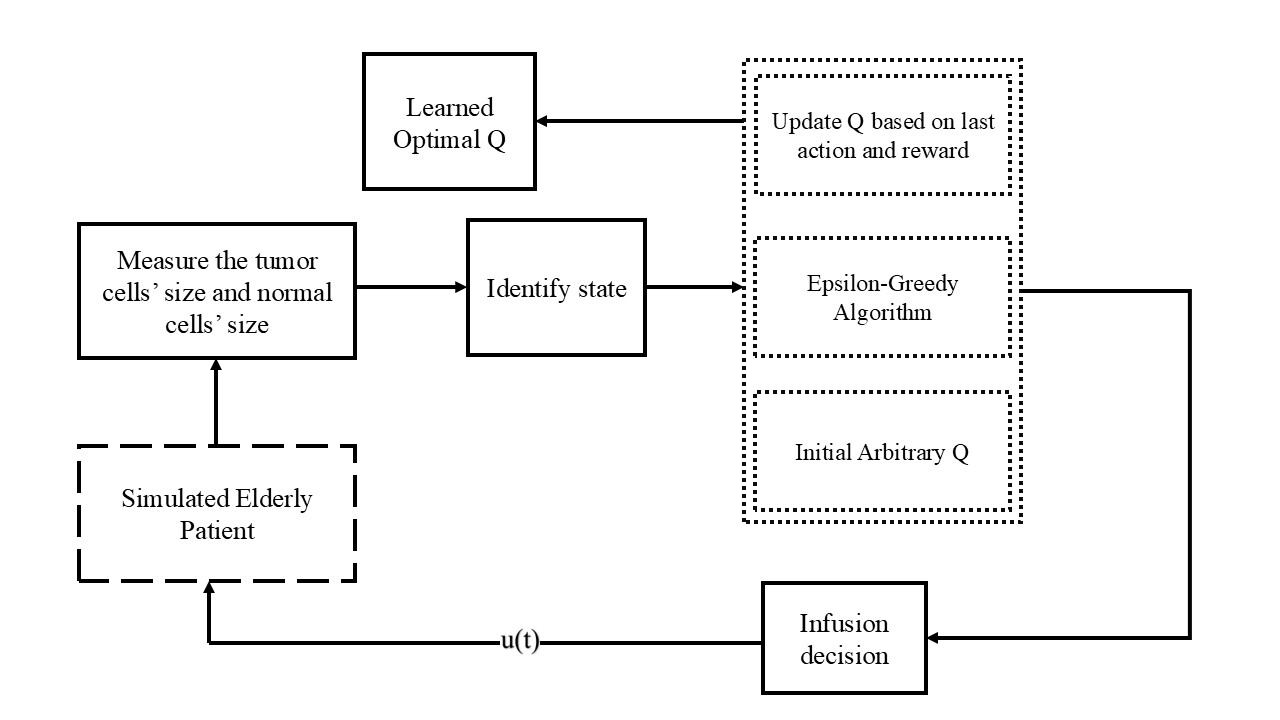 Learned
Optimal Q
Update Q based on last
action and reward
Measure the tumor
cells’ size and normal
cells’ size
Identify state
Epsilon-Greedy
Algorithm
Initial Arbitrary Q
Simulated Elderly
Patient
Infusion
decision
u(t)